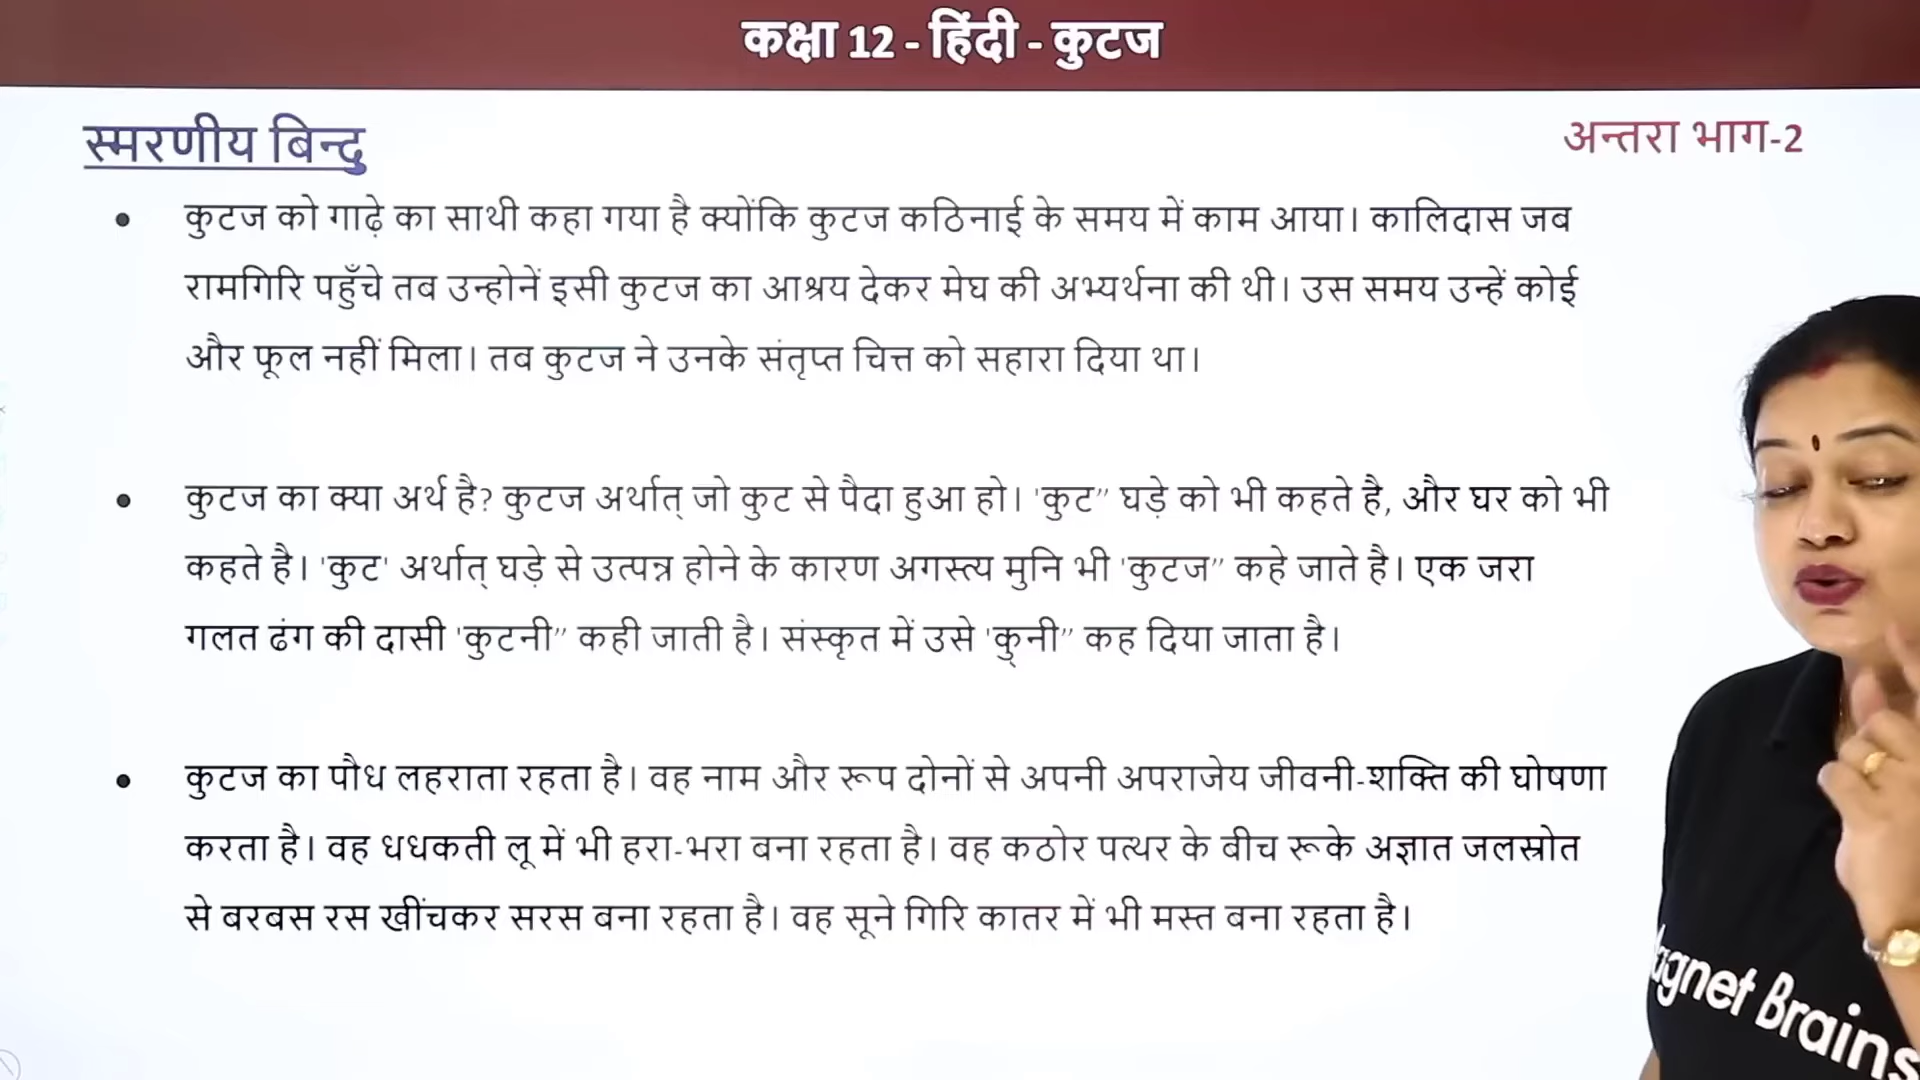 कक्षा 12 - हिंदी - कुटज
स्मरणीय बिन्दु
अन्तरा भाग-2
• कुटज को गाढ़े का साथी कहा गया है क्योंकि कुटज कठिनाई के समय में काम आया। कालिदास जब
रामगिरि पहुँचे तब उन्होनें इसी कुटज का आश्रय देकर मेघ की अभ्यर्थना की थी। उस समय उन्हें कोई
और फूल नहीं मिला। तब कुटज ने उनके संतृप्त चित्त को सहारा दिया था।
• कुटज का क्या अर्थ है? कुटज अर्थात् जो कुट से पैदा हुआ हो। 'कुट” घड़े को भी कहते है, और घर को भी
कहते है। 'कुट' अर्थात् घड़े से उत्पन्न होने के कारण अगस्त्य मुनि भी 'कुटज” कहे जाते है। एक जरा
गलत ढंग की दासी 'कुटनी” कही जाती है। संस्कृत में उसे 'कु्नी” कह दिया जाता है।
• कुटज का पौध लहराता रहता है। वह नाम और रूप दोनों से अपनी अपराजेय जीवनी-शक्ति की घोषणा
करता है। वह धधकती लू में भी हरा-भरा बना रहता है। वह कठोर पत्थर के बीच रूके अज्ञात जलस्रोत
से बरबस रस खींचकर सरस बना रहता है। वह सूने गिरि कातर में भी मस्त बना रहता है।
agnet Brains